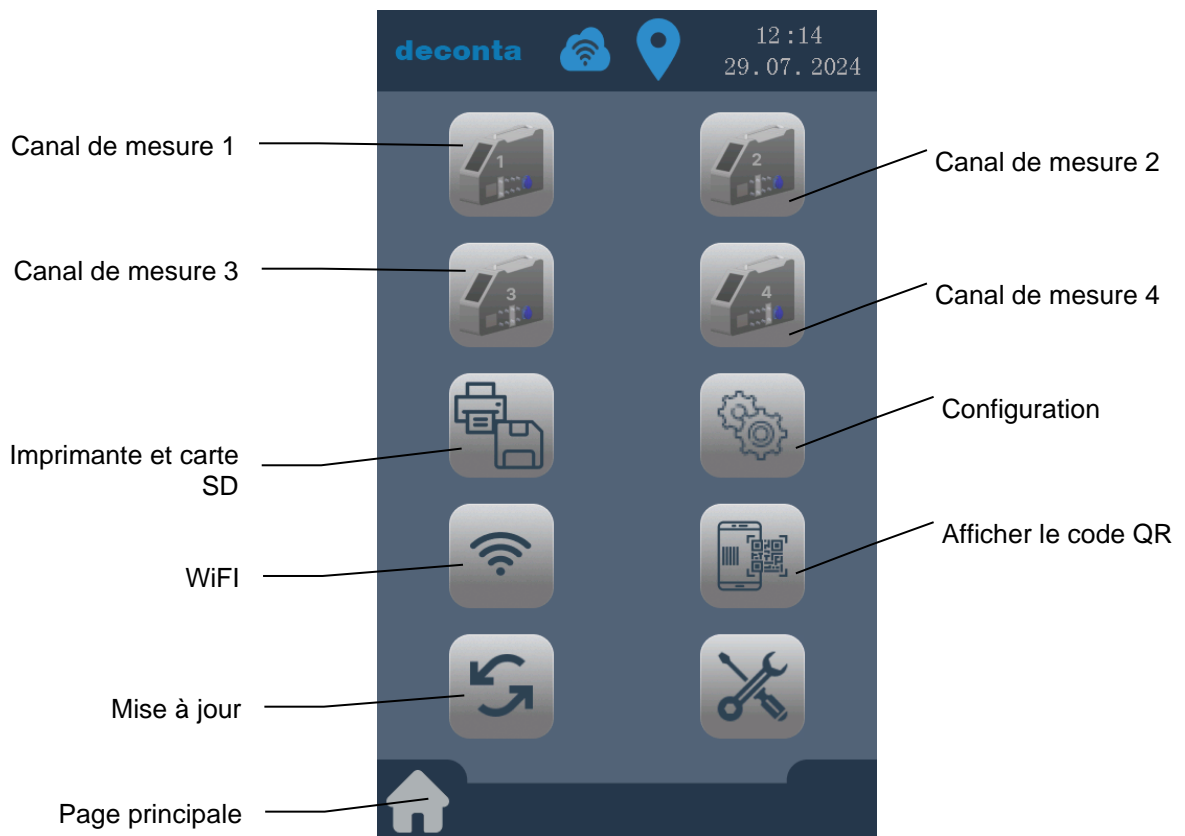 deconta
12:14
29.07.2024
Canal de mesure 1
1
2
Canal de mesure 2
Canal de mesure 3
3
4
Canal de mesure 4
Configuration
Imprimante et carte
SD
Afficher le code QR
WiFI
Mise à jour
Page principale